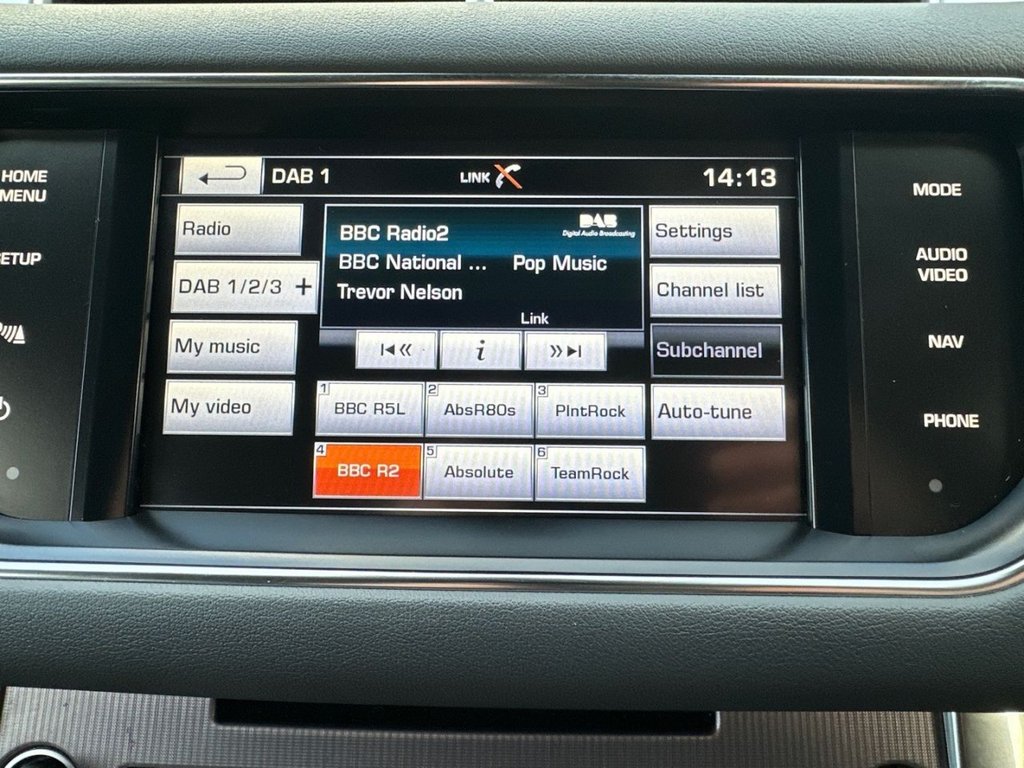 HOME
MENU
SETUP
DAB 1
LINK
14:13
Radio
DAB 1/2/3 +
My music
My video
BBC Radio2
DAB
Digital Audio Broadcasting
BBC National ... Pop Music
Trevor Nelson
Link
i
1 BBC R5L
2 AbsR80s
3 PlntRock
4 BBC R2
5 Absolute
6 TeamRock
Settings
Channel list
Subchannel
Auto-tune
MODE
AUDIO
VIDEO
NAV
PHONE